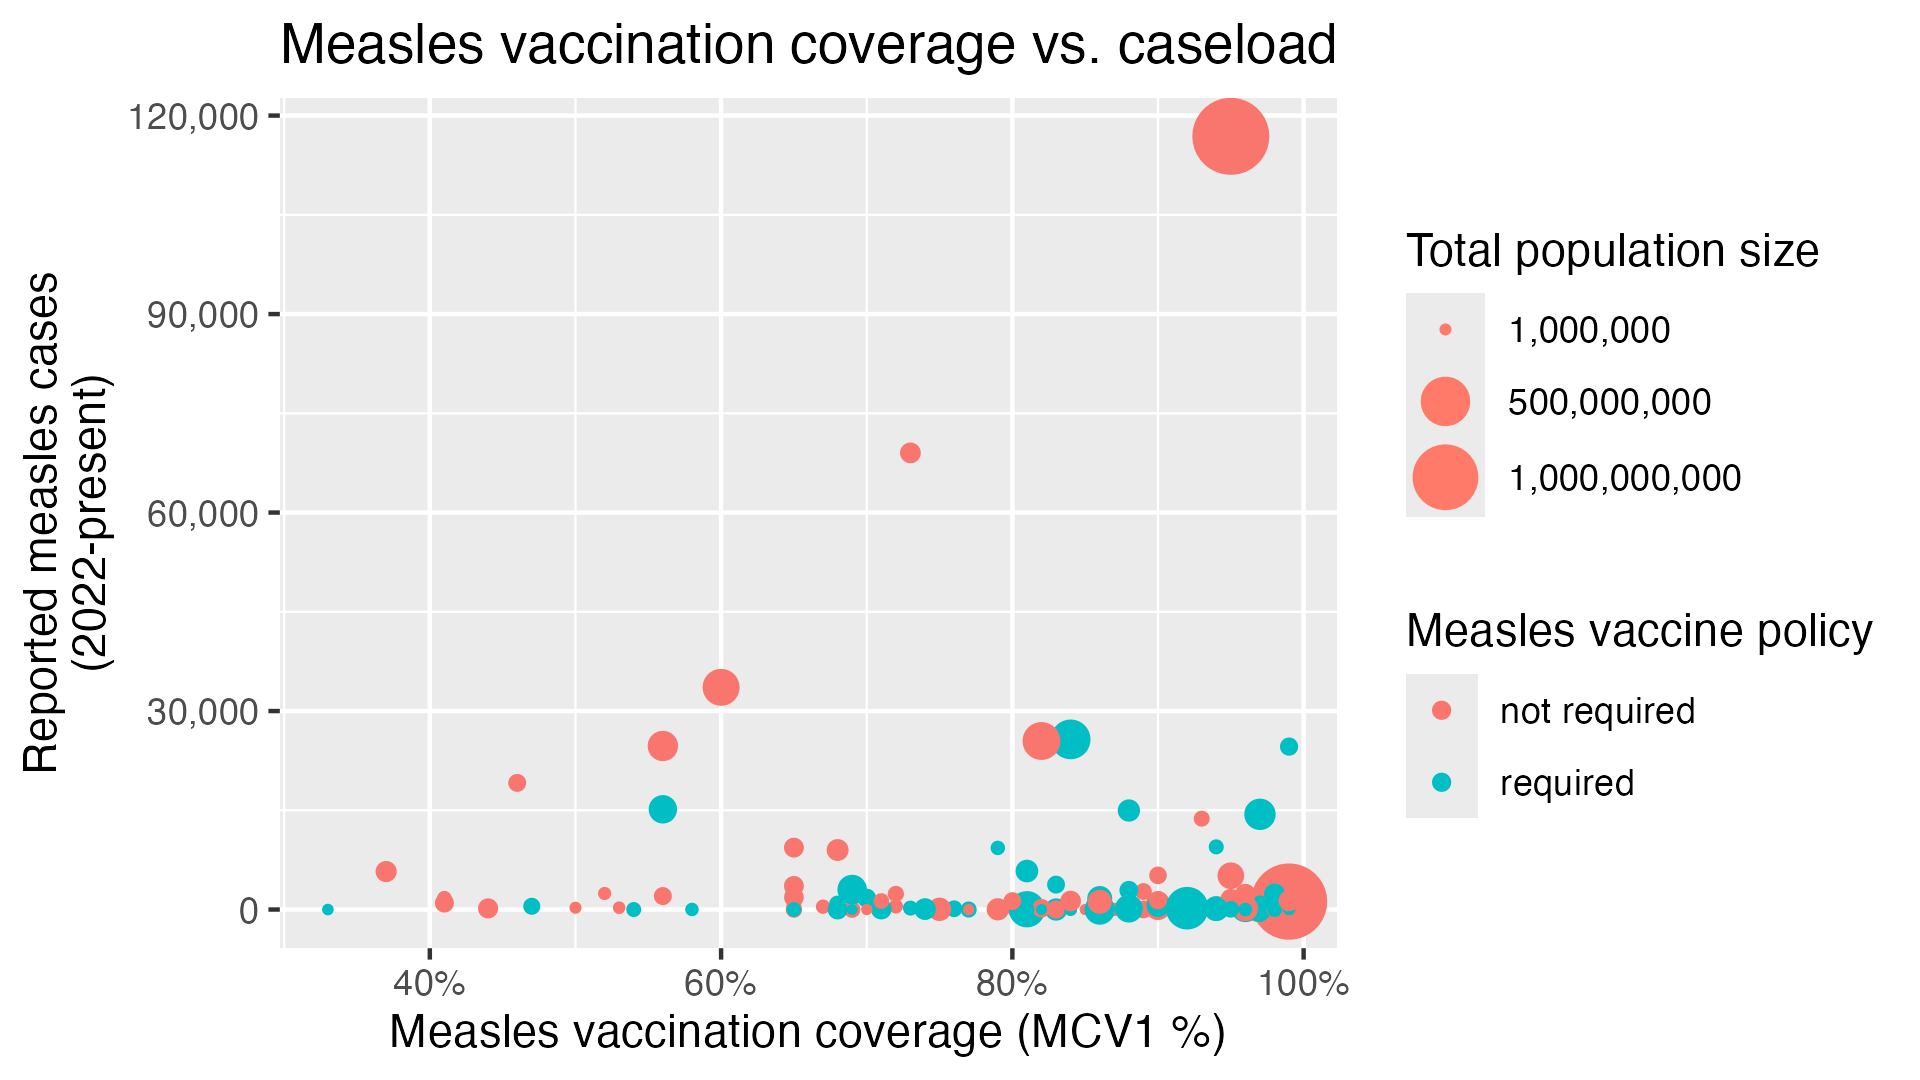 Measles vaccination coverage vs. caseload
120,000
90,000
60,000
30,000
0
Reported measles cases
(2022-present)
40%
60%
80%
100%
Measles vaccination coverage (MCV1 %)
Total population size
1,000,000
500,000,000
1,000,000,000
Measles vaccine policy
not required
required